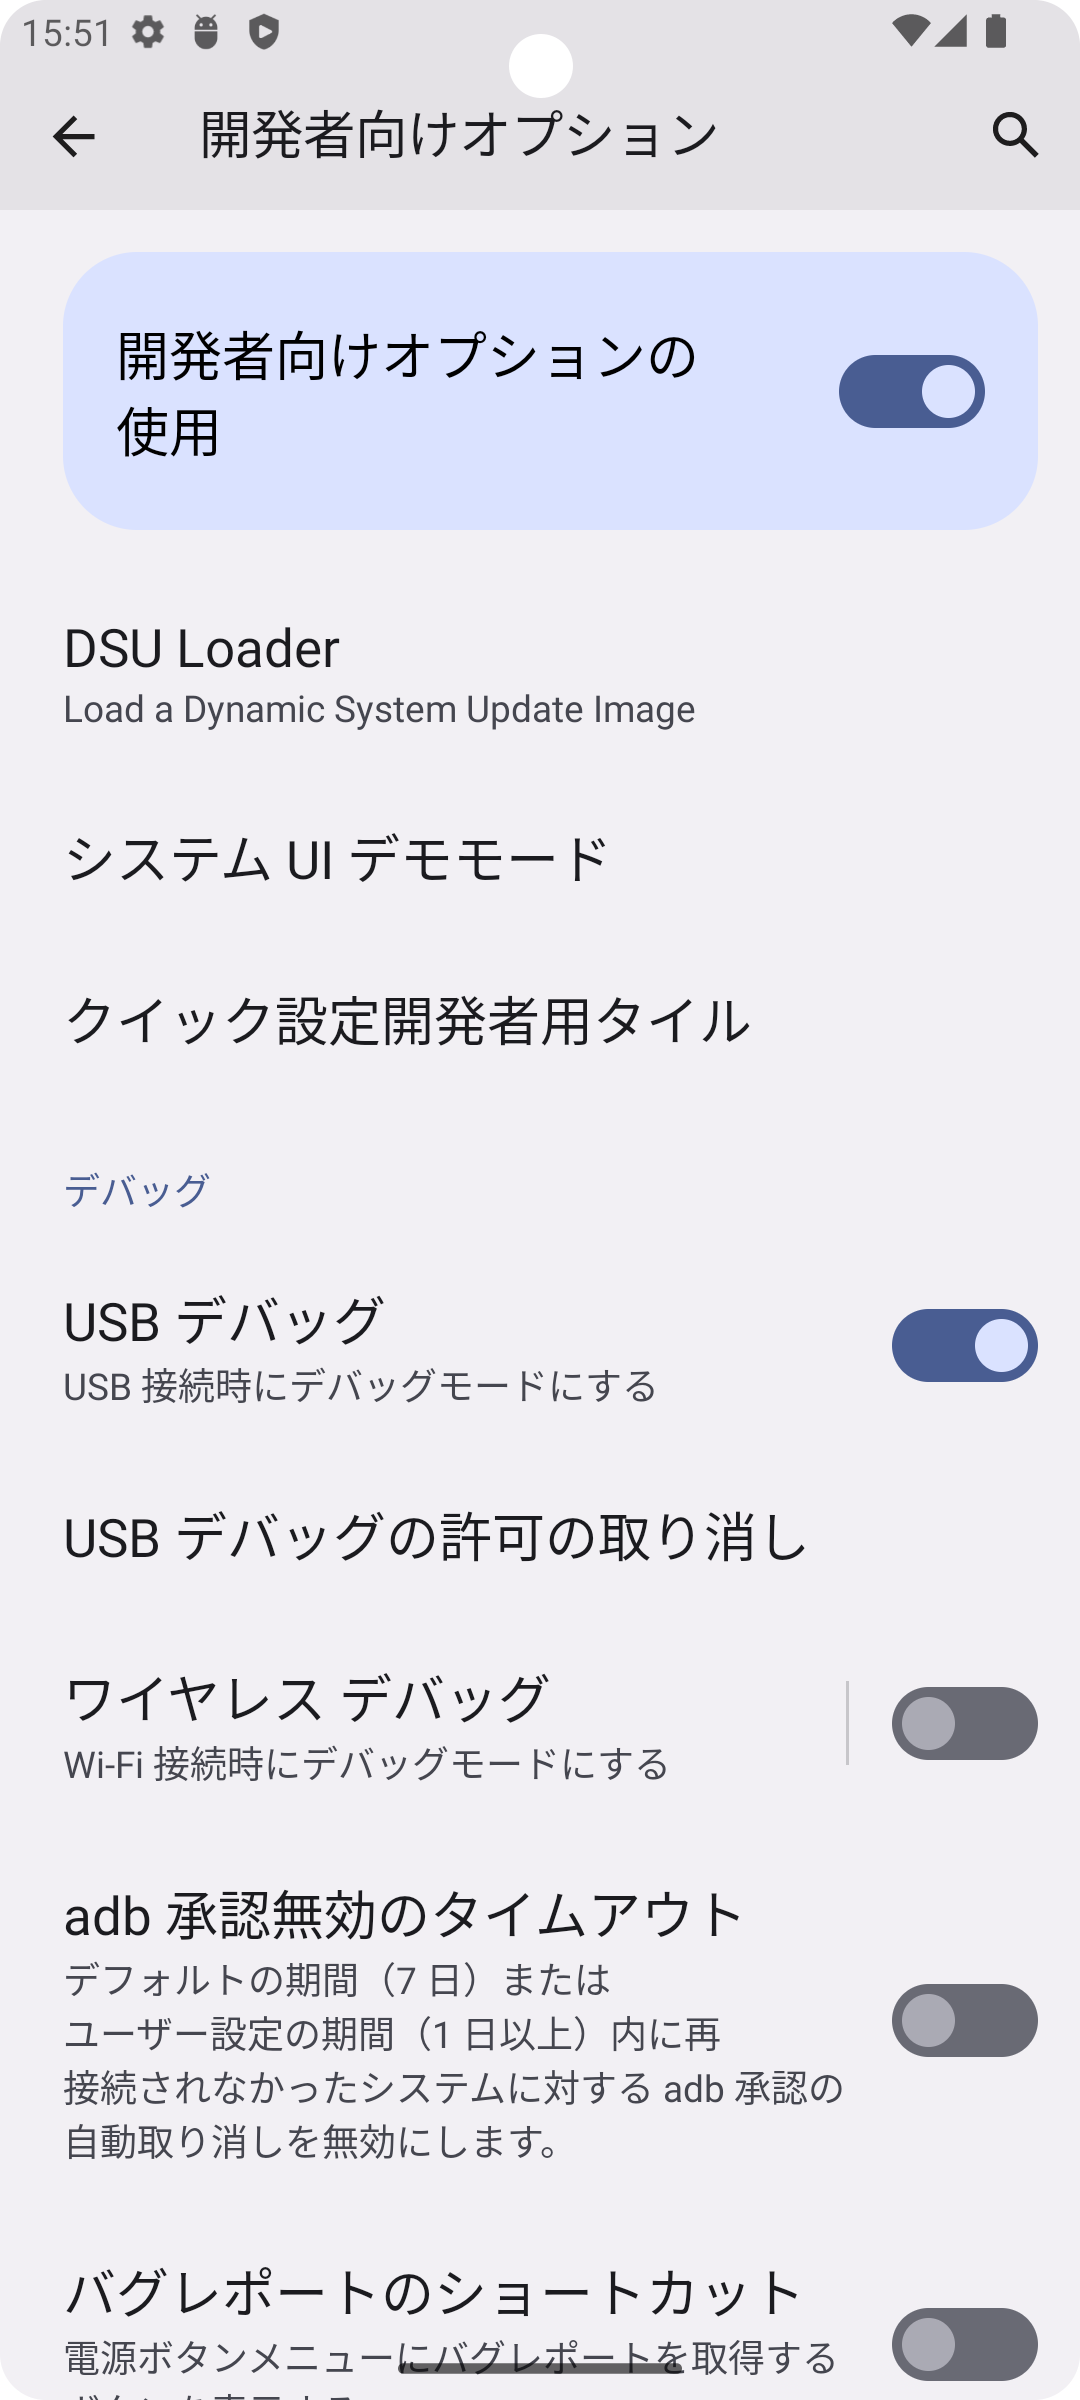 15:51
開発者向けオプション
開発者向けオプションの
使用
DSU Loader
Load a Dynamic System Update Image
システム UI デモモード
クイック設定開発者用タイル
デバッグ
USB デバッグ
USB 接続時にデバッグモードにする
USB デバッグの許可の取り消し
ワイヤレス デバッグ
Wi-Fi 接続時にデバッグモードにする
adb 承認無効のタイムアウト
デフォルトの期間（7 日）または
ユーザー設定の期間（1 日以上）内に再
接続されなかったシステムに対する adb 承認の
自動取り消しを無効にします。
バグレポートのショートカット
電源ボタンメニューにバグレポートを取得する